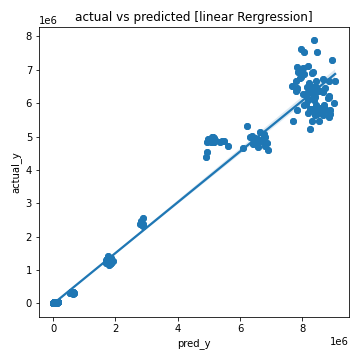 actual vs predicted [linear Rergression]
1e6
8
7
6
5
4
3
2
1
0
actual_y
0
2
4
6
8
pred_y
1e6